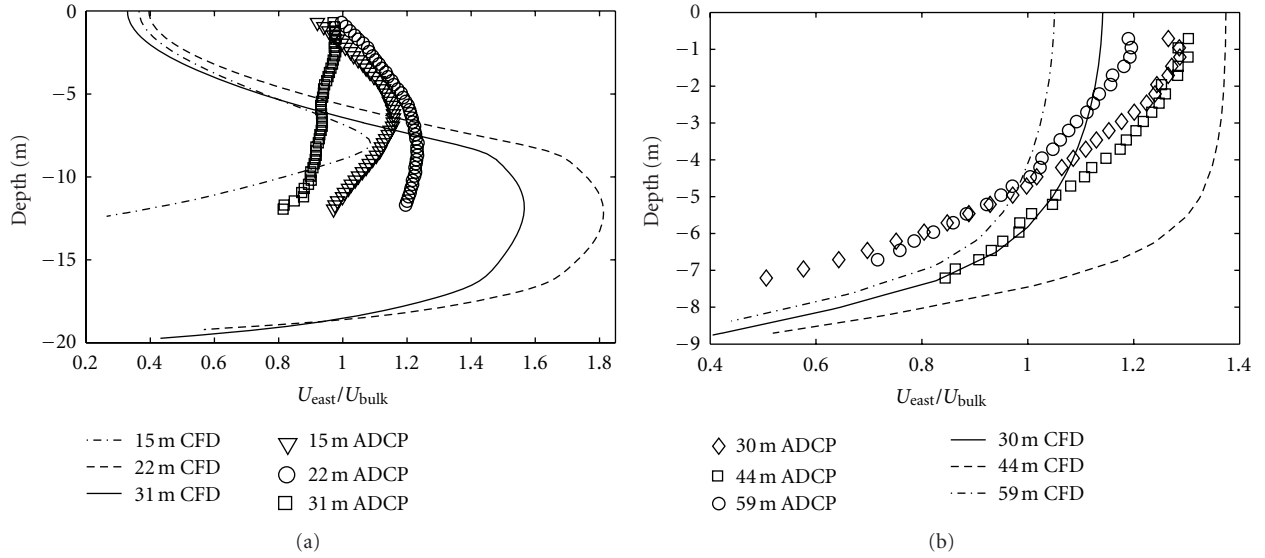 0
−5
−10
−15
−20
Depth (m)
0.2 0.4 0.6 0.8 1 1.2 1.4 1.6 1.8
U_east/U_bulk
15 m CFD
22 m CFD
31 m CFD
15 m ADCP
22 m ADCP
31 m ADCP
(a)
0
−1
−2
−3
−4
−5
−6
−7
−8
−9
Depth (m)
0.4 0.6 0.8 1 1.2 1.4
U_east/U_bulk
30 m ADCP
44 m ADCP
59 m ADCP
30 m CFD
44 m CFD
59 m CFD
(b)